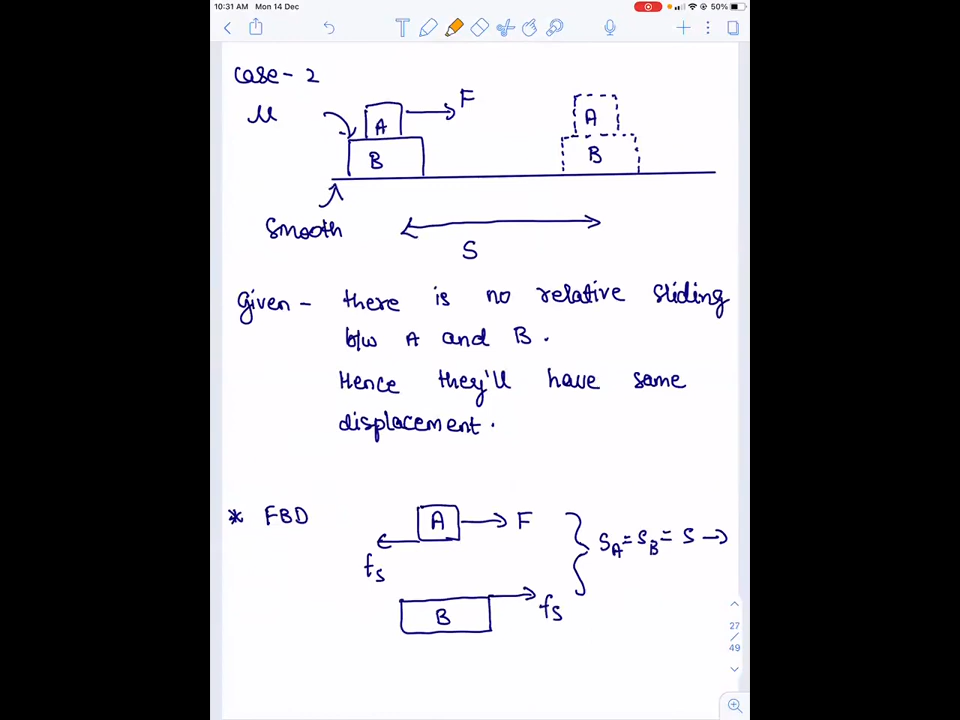 10:31 AM Mon 14 Dec
50%
Case - 2
μ
A
F
B
A
B
Smooth
S
Given - there is no relative sliding
b/w A and B.
Hence they'll have same
displacement.
* FBD
A
F
fs
SA = SB = S →
B
fs
27
/
49